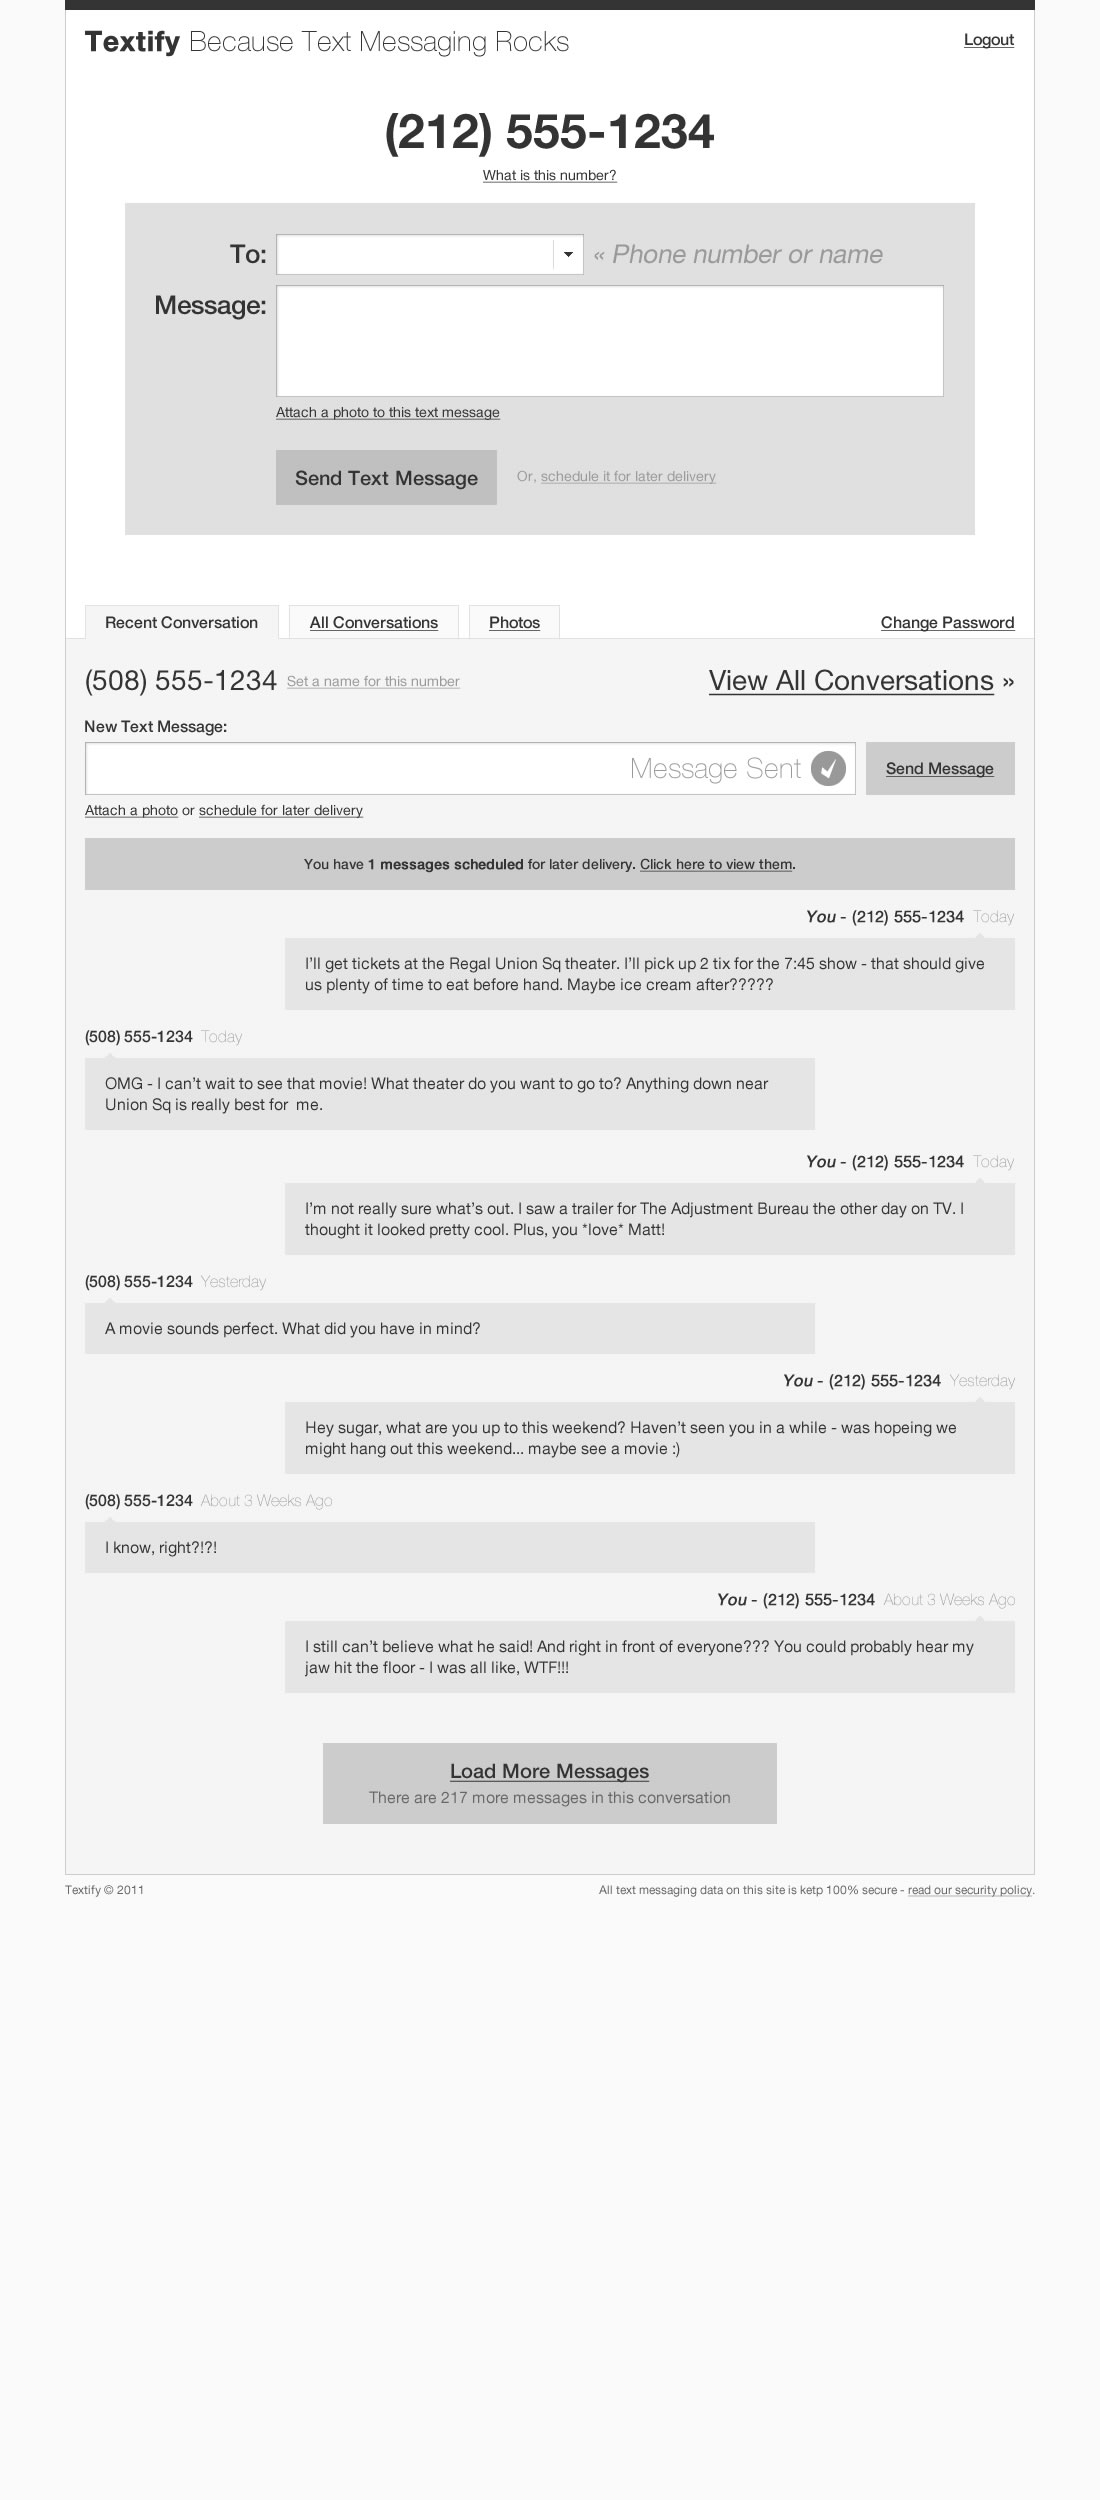 Textify Because Text Messaging Rocks
Logout
(212) 555-1234
What is this number?
To:
« Phone number or name
Message:
Attach a photo to this text message
Send Text Message
Or, schedule it for later delivery
Recent Conversation
All Conversations
Photos
Change Password
(508) 555-1234 Set a name for this number
View All Conversations »
New Text Message:
Message Sent
Send Message
Attach a photo or schedule for later delivery
You have 1 messages scheduled for later delivery. Click here to view them.
You - (212) 555-1234 Today
I’ll get tickets at the Regal Union Sq theater. I’ll pick up 2 tix for the 7:45 show - that should give
us plenty of time to eat before hand. Maybe ice cream after?????
(508) 555-1234 Today
OMG - I can’t wait to see that movie! What theater do you want to go to? Anything down near
Union Sq is really best for  me.
You - (212) 555-1234 Today
I’m not really sure what’s out. I saw a trailer for The Adjustment Bureau the other day on TV. I
thought it looked pretty cool. Plus, you *love* Matt!
(508) 555-1234 Yesterday
A movie sounds perfect. What did you have in mind?
You - (212) 555-1234 Yesterday
Hey sugar, what are you up to this weekend? Haven’t seen you in a while - was hopeing we
might hang out this weekend... maybe see a movie :)
(508) 555-1234 About 3 Weeks Ago
I know, right?!?!
You - (212) 555-1234 About 3 Weeks Ago
I still can’t believe what he said! And right in front of everyone??? You could probably hear my
jaw hit the floor - I was all like, WTF!!!
Load More Messages
There are 217 more messages in this conversation
Textify © 2011
All text messaging data on this site is ketp 100% secure - read our security policy.